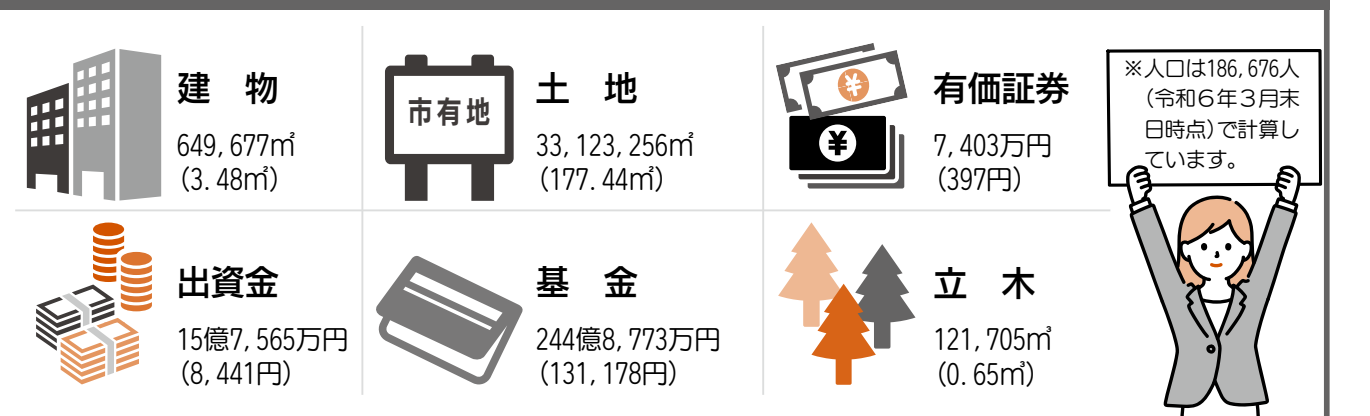 建　物
649,677㎡
(3.48㎡)
市有地
土　地
33,123,256㎡
(177.44㎡)
¥
¥
有価証券
7,403万円
(397円)
※人口は186,676人
(令和6年3月末
日時点)で計算し
ています。
出資金
15億7,565万円
(8,441円)
基　金
244億8,773万円
(131,178円)
立　木
121,705㎥
(0.65㎥)